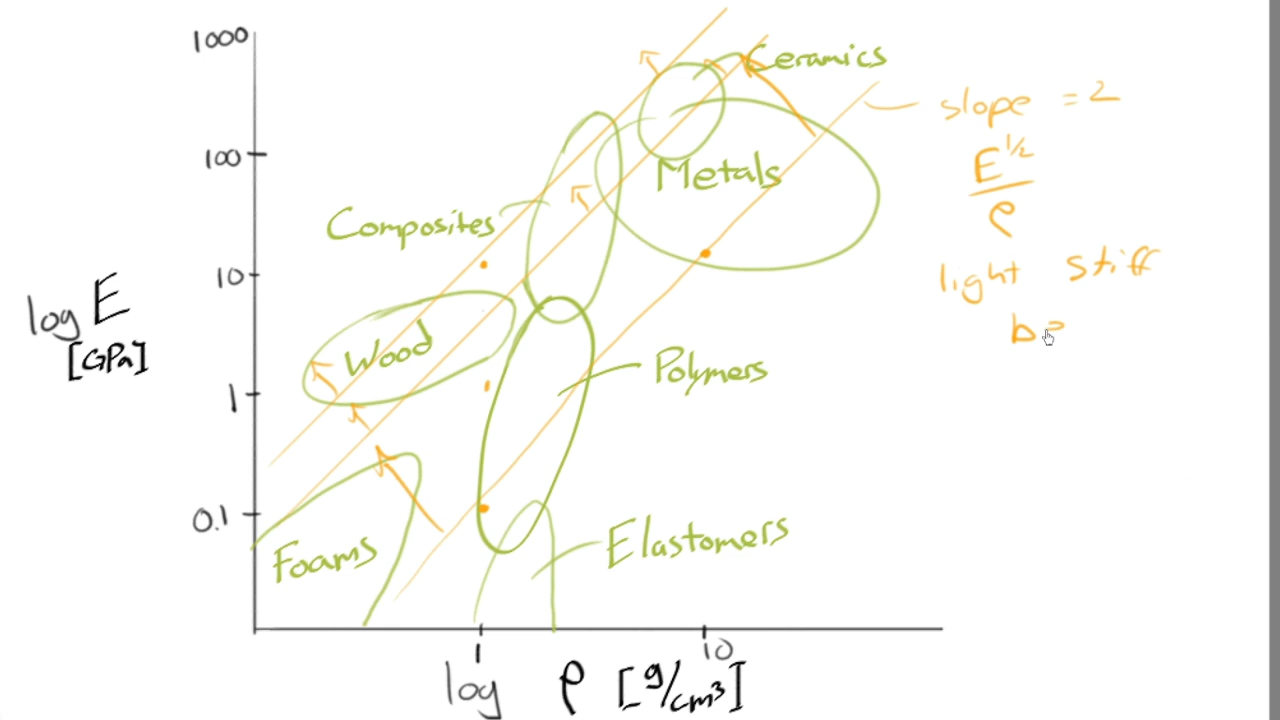 1000
Ceramics
slope = 2
100
Metals
E^1/2
ρ
Composites
10
light stiff
log E
[GPa]
Wood
Polymers
1
0.1
Foams
Elastomers
1
10
log ρ [g/cm³]